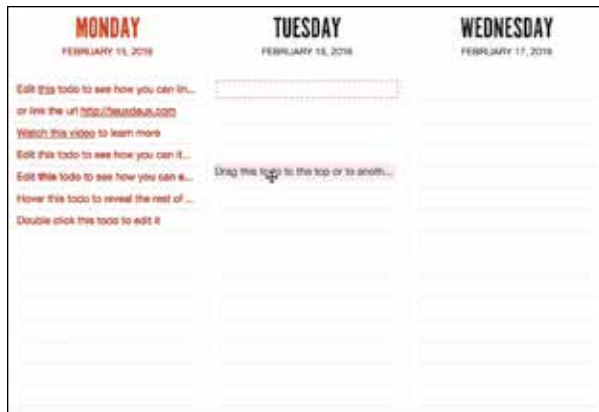 MONDAY
FEBRUARY 15, 2016
Edit this todo to see how you can lin...
or link the url http://teuxdeux.com
Watch this video to learn more
Edit this todo to see how you can it...
Edit this todo to see how you can e...
Hover this todo to reveal the rest of ...
Double click this todo to edit it
TUESDAY
FEBRUARY 16, 2016
Drag this todo to the top or to anoth...
WEDNESDAY
FEBRUARY 17, 2016